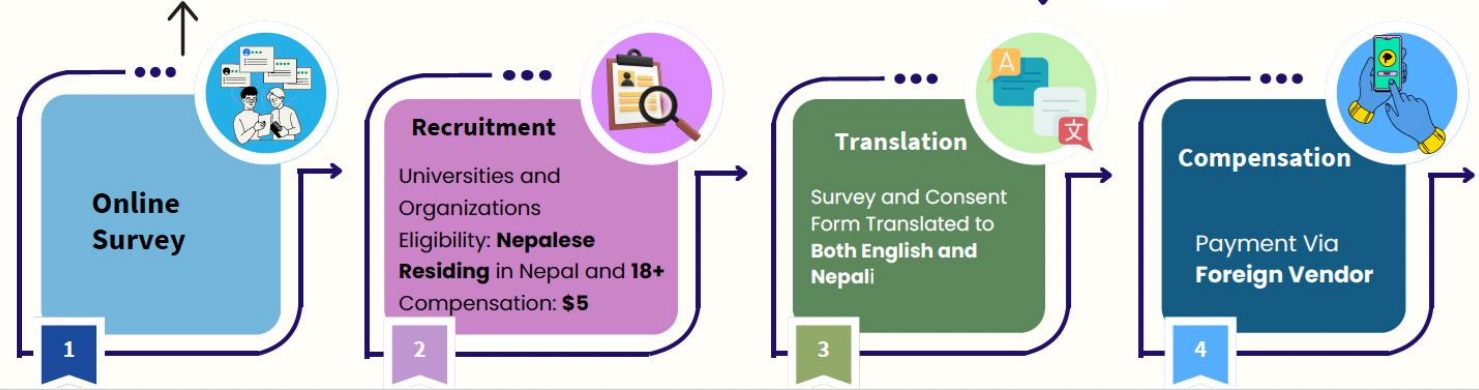 Online
Survey
1
Recruitment
Universities and
Organizations
Eligibility: Nepalese
Residing in Nepal and 18+
Compensation: $5
2
A
文
Translation
Survey and Consent
Form Translated to
Both English and
Nepali
3
Compensation
Payment Via
Foreign Vendor
4